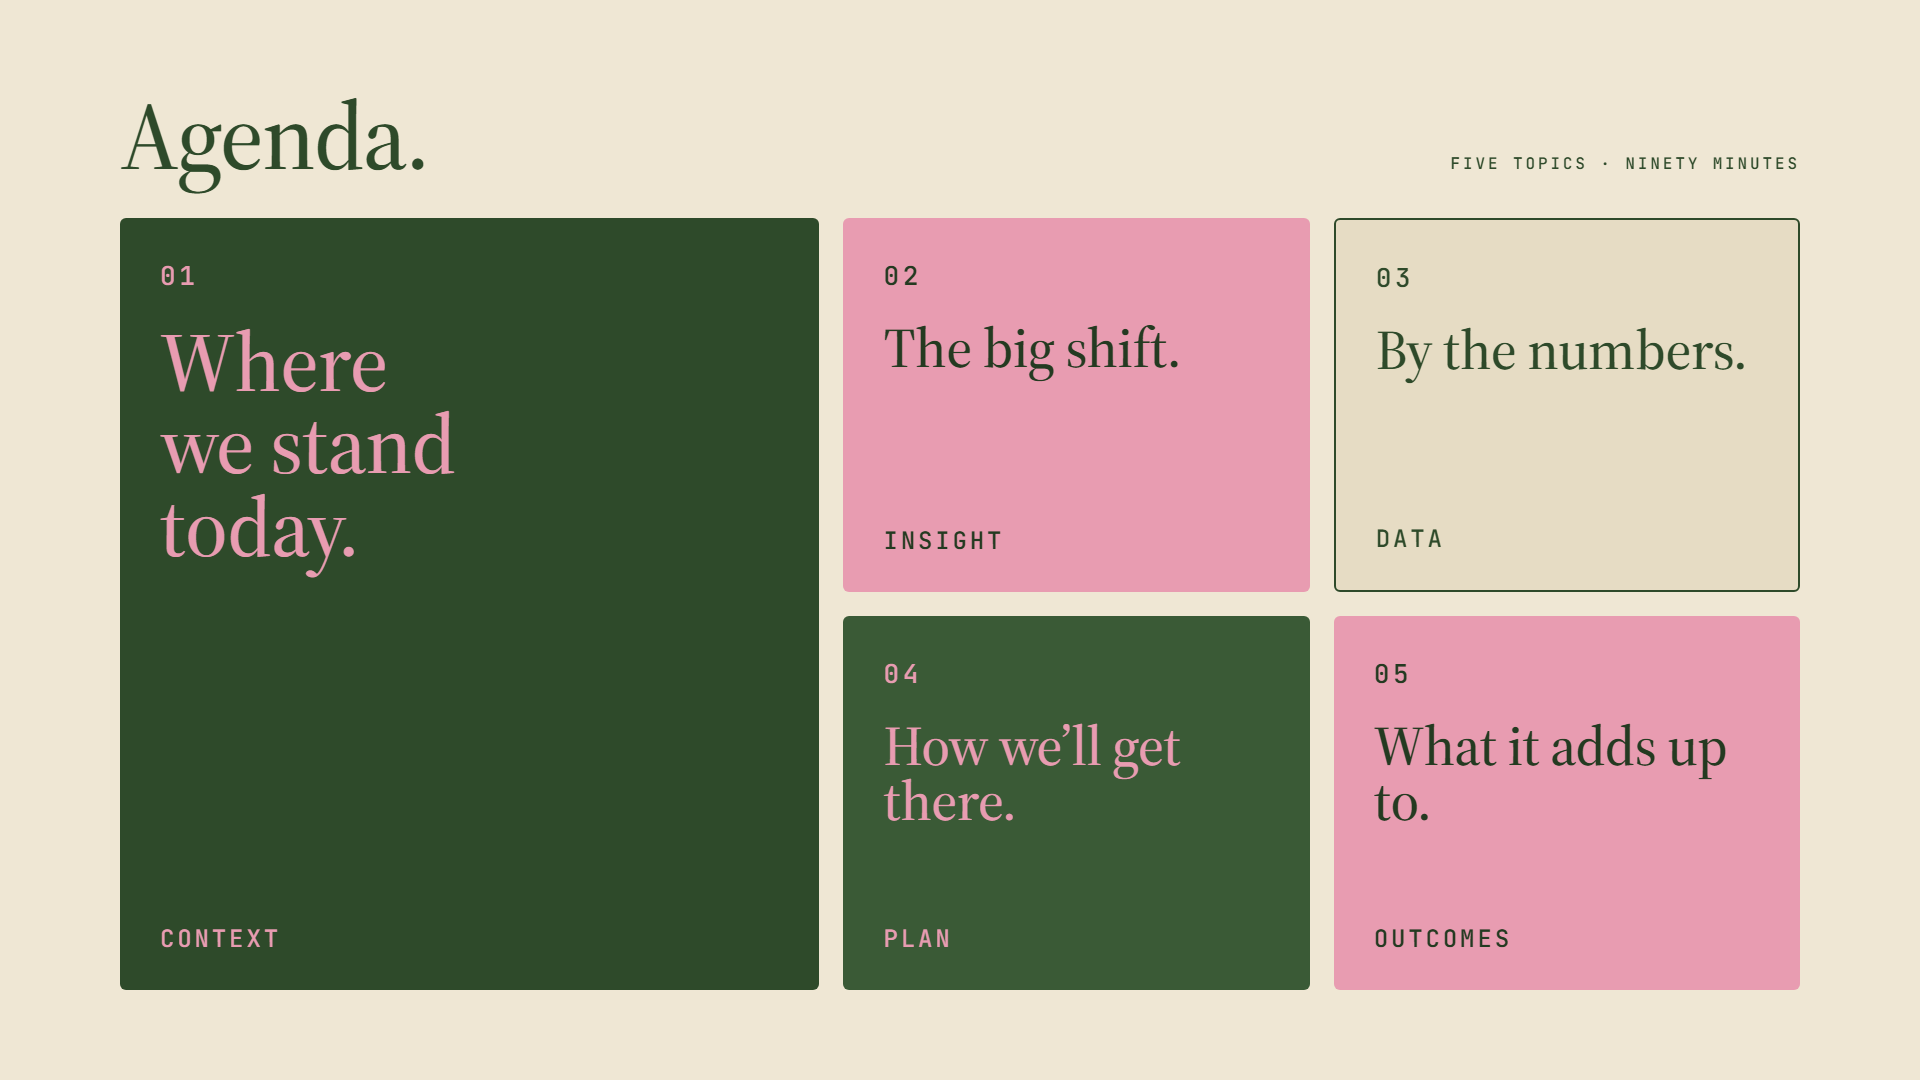 Agenda.
FIVE TOPICS · NINETY MINUTES
01
Where
we stand
today.
CONTEXT
02
The big shift.
INSIGHT
03
By the numbers.
DATA
04
How we’ll get
there.
PLAN
05
What it adds up
to.
OUTCOMES